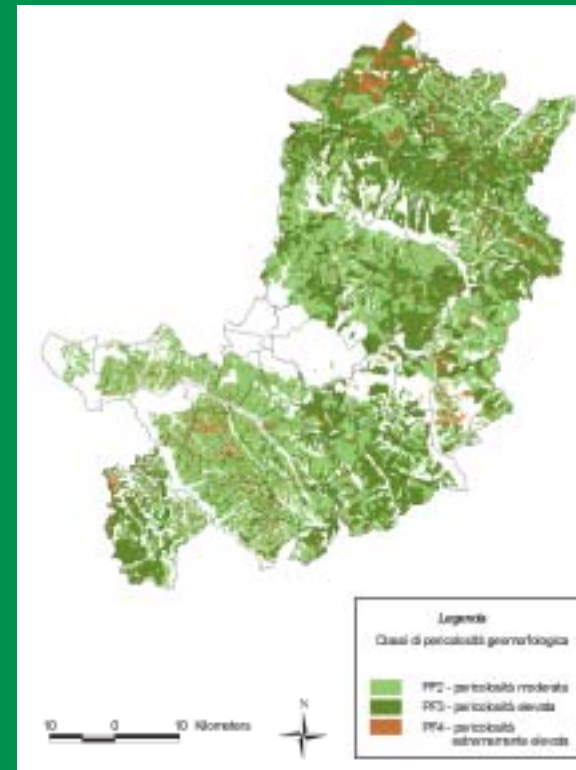 Legenda
Classi di pericolosità geomorfologica
PF2 - pericolosità moderata
PF3 - pericolosità elevata
PF4 - pericolosità
estremamente elevata
N
10 0 10 Kilometers